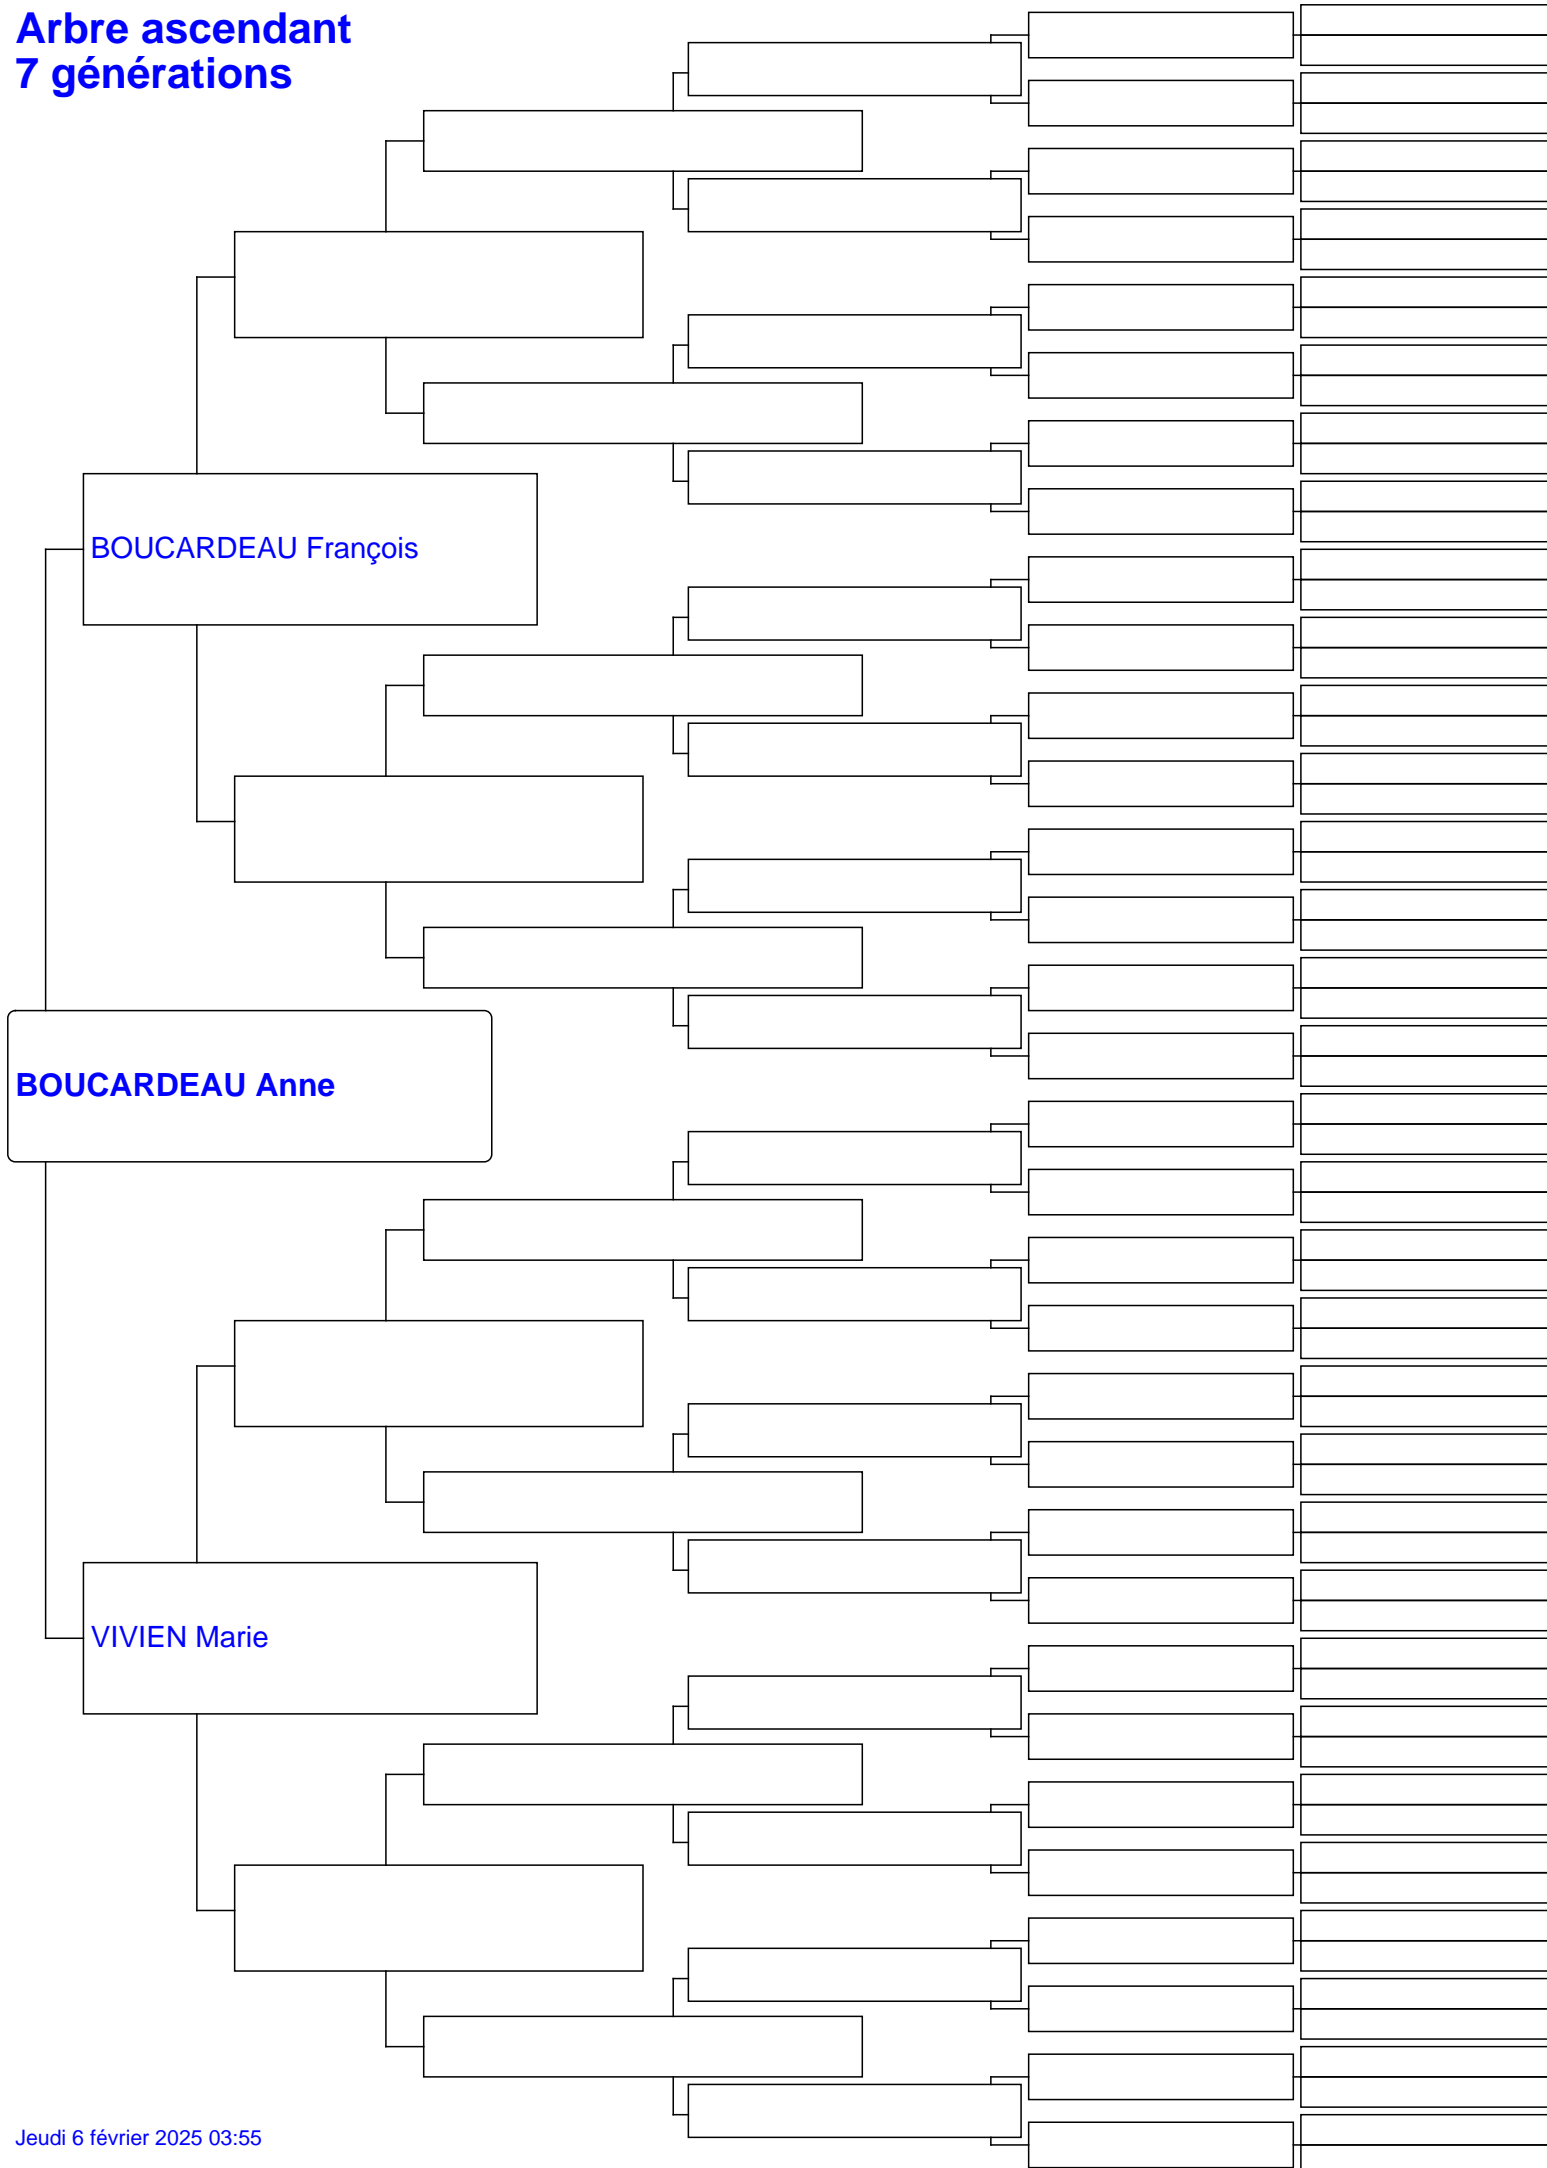 Arbre ascendant
7 générations
BOUCARDEAU François
BOUCARDEAU Anne
VIVIEN Marie
Jeudi 6 février 2025 03:55